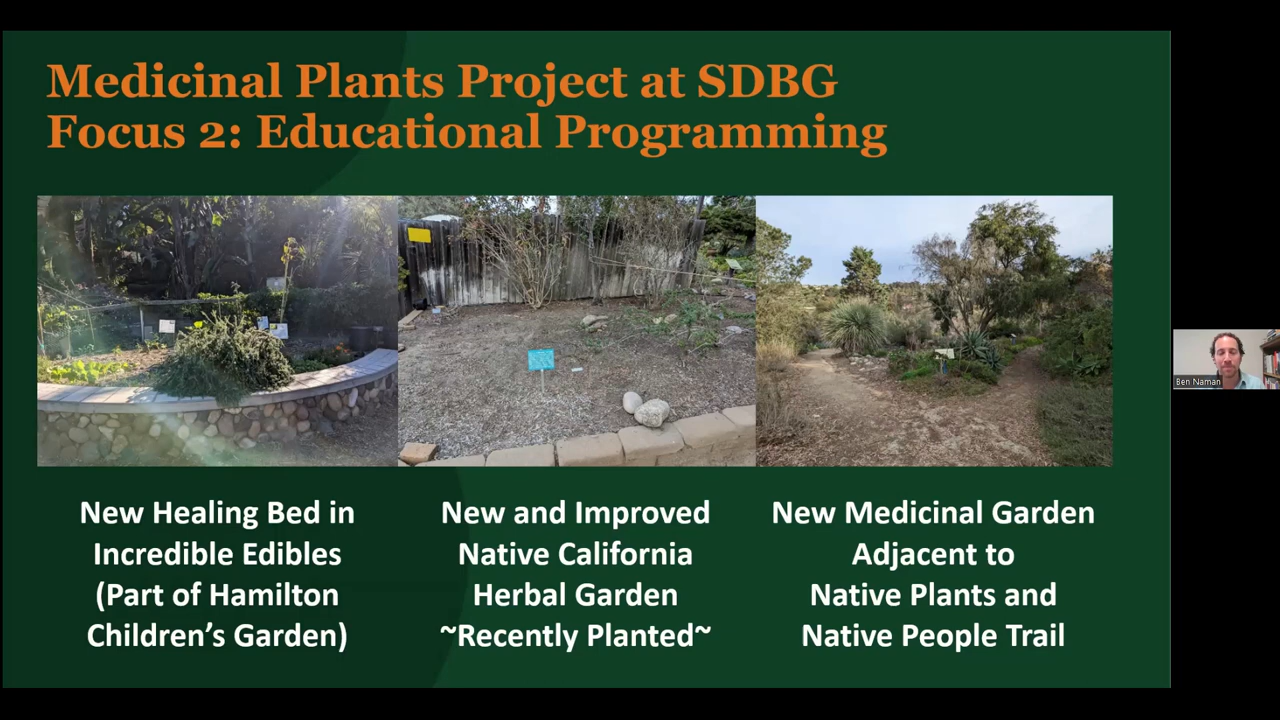 Medicinal Plants Project at SDBG
Focus 2: Educational Programming
New Healing Bed in
Incredible Edibles
(Part of Hamilton
Children's Garden)
New and Improved
Native California
Herbal Garden
~Recently Planted~
New Medicinal Garden
Adjacent to
Native Plants and
Native People Trail
Ben Naman